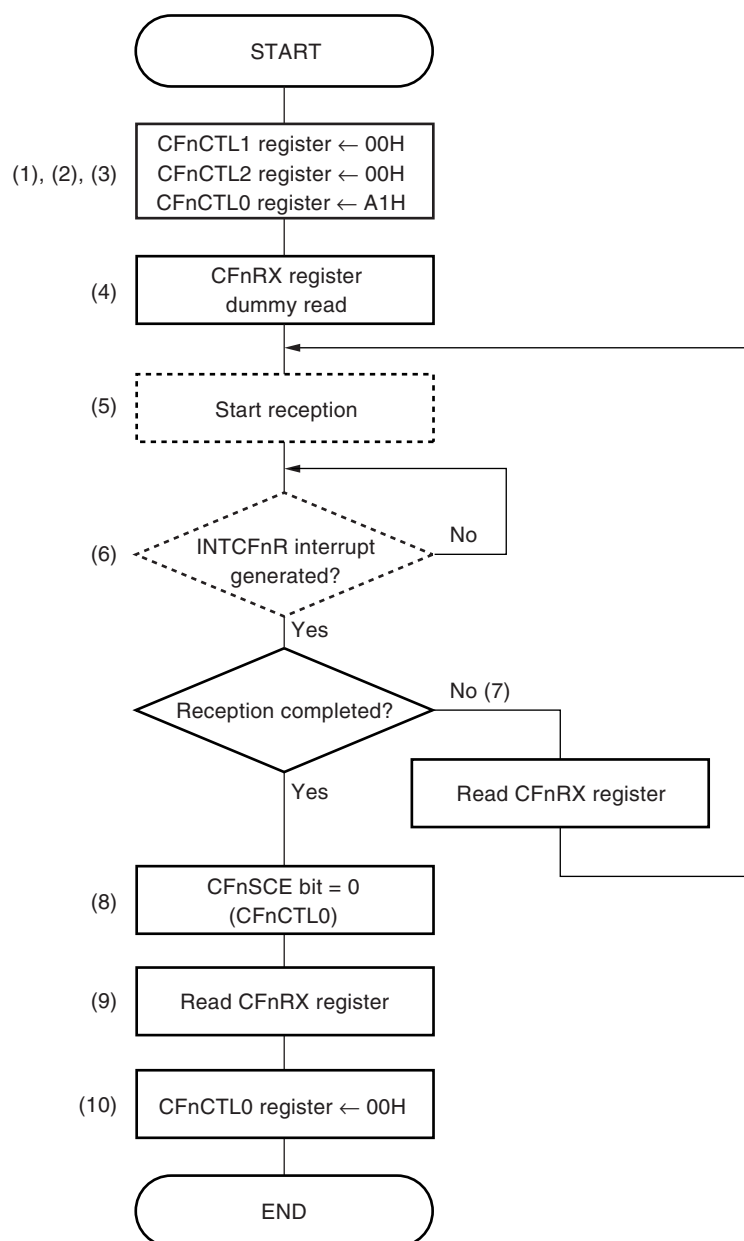 START
(1), (2), (3)
CFnCTL1 register ← 00H
CFnCTL2 register ← 00H
CFnCTL0 register ← A1H
(4)
CFnRX register
dummy read
(5)
Start reception
(6)
INTCFnR interrupt
generated?
No
Yes
Reception completed?
No (7)
Read CFnRX register
Yes
(8)
CFnSCE bit = 0
(CFnCTL0)
(9)
Read CFnRX register
(10)
CFnCTL0 register ← 00H
END